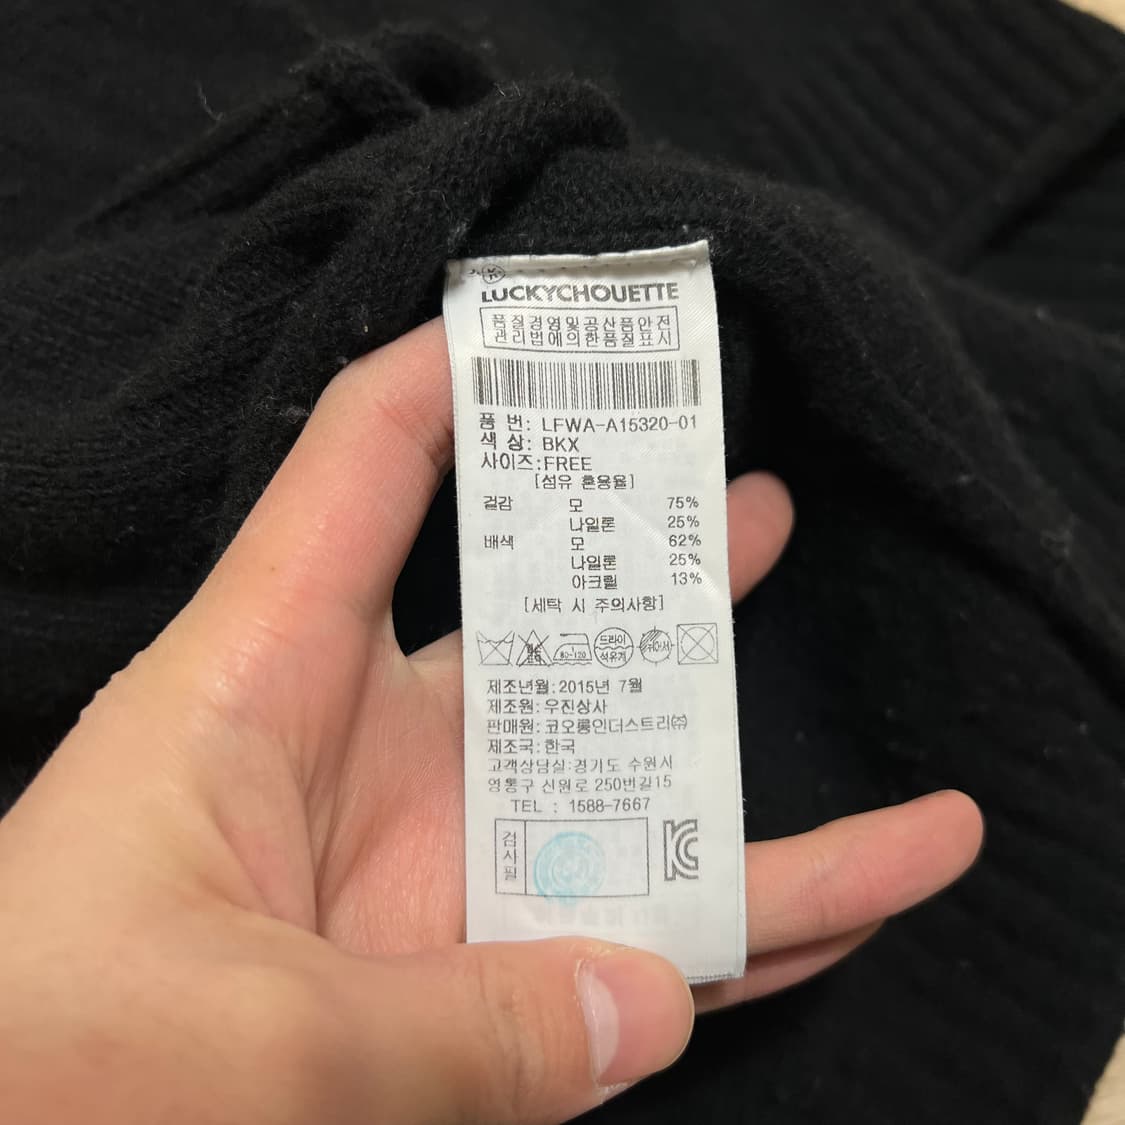 LUCKYCHOUETTE
품질경영및공산품안전
관리법에의한품질표시
품 번: LFWA-A15320-01
색 상: BKX
사이즈:FREE
[섬유 혼용율]
겉감 모 75%
나일론 25%
배색 모 62%
나일론 25%
아크릴 13%
[세탁 시 주의사항]
80-120
드라이
석유계
뉘어서
제조년월:2015년 7월
제조원:우진상사
판매원:코오롱인더스트리㈜
제조국:한국
고객상담실:경기도 수원시
영통구 신원로 250번길15
TEL : 1588-7667
검사필